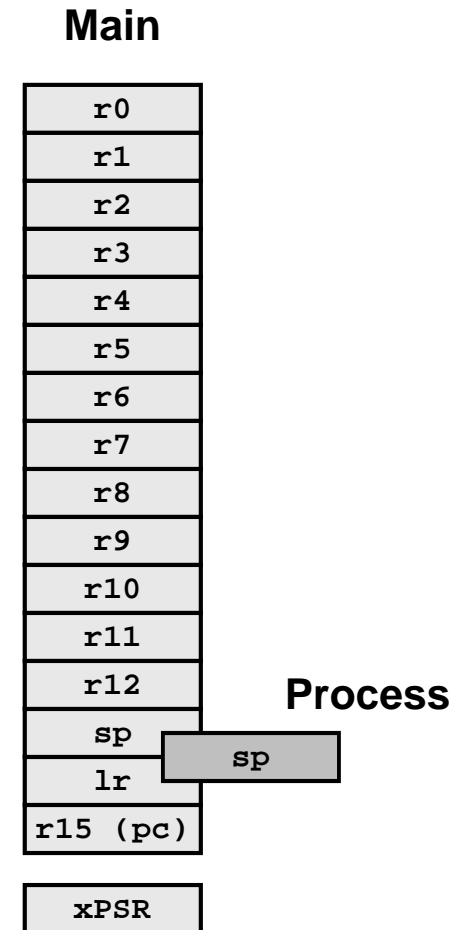 Main
r0
r1
r2
r3
r4
r5
r6
r7
r8
r9
r10
r11
r12
Process
sp
sp
lr
r15 (pc)
xPSR